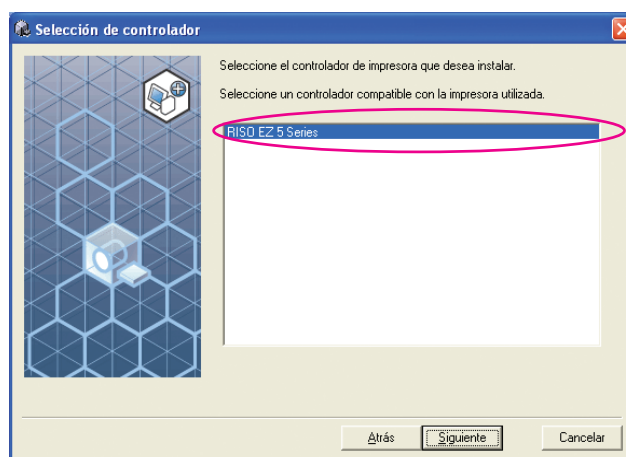 Selección de controlador
Seleccione el controlador de impresora que desea instalar.
Seleccione un controlador compatible con la impresora utilizada.
RISO EZ 5 Series
Atrás
Siguiente
Cancelar